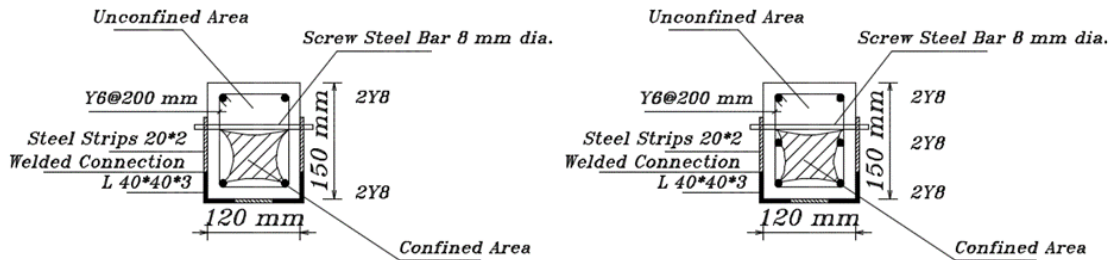 Unconfined Area
Screw Steel Bar 8 mm dia.
Y6@200 mm
2Y8
Steel Strips 20*2
Welded Connection
L 40*40*3
2Y8
150 mm
120 mm
Confined Area
Unconfined Area
Screw Steel Bar 8 mm dia.
Y6@200 mm
2Y8
Steel Strips 20*2
2Y8
Welded Connection
L 40*40*3
2Y8
150 mm
120 mm
Confined Area